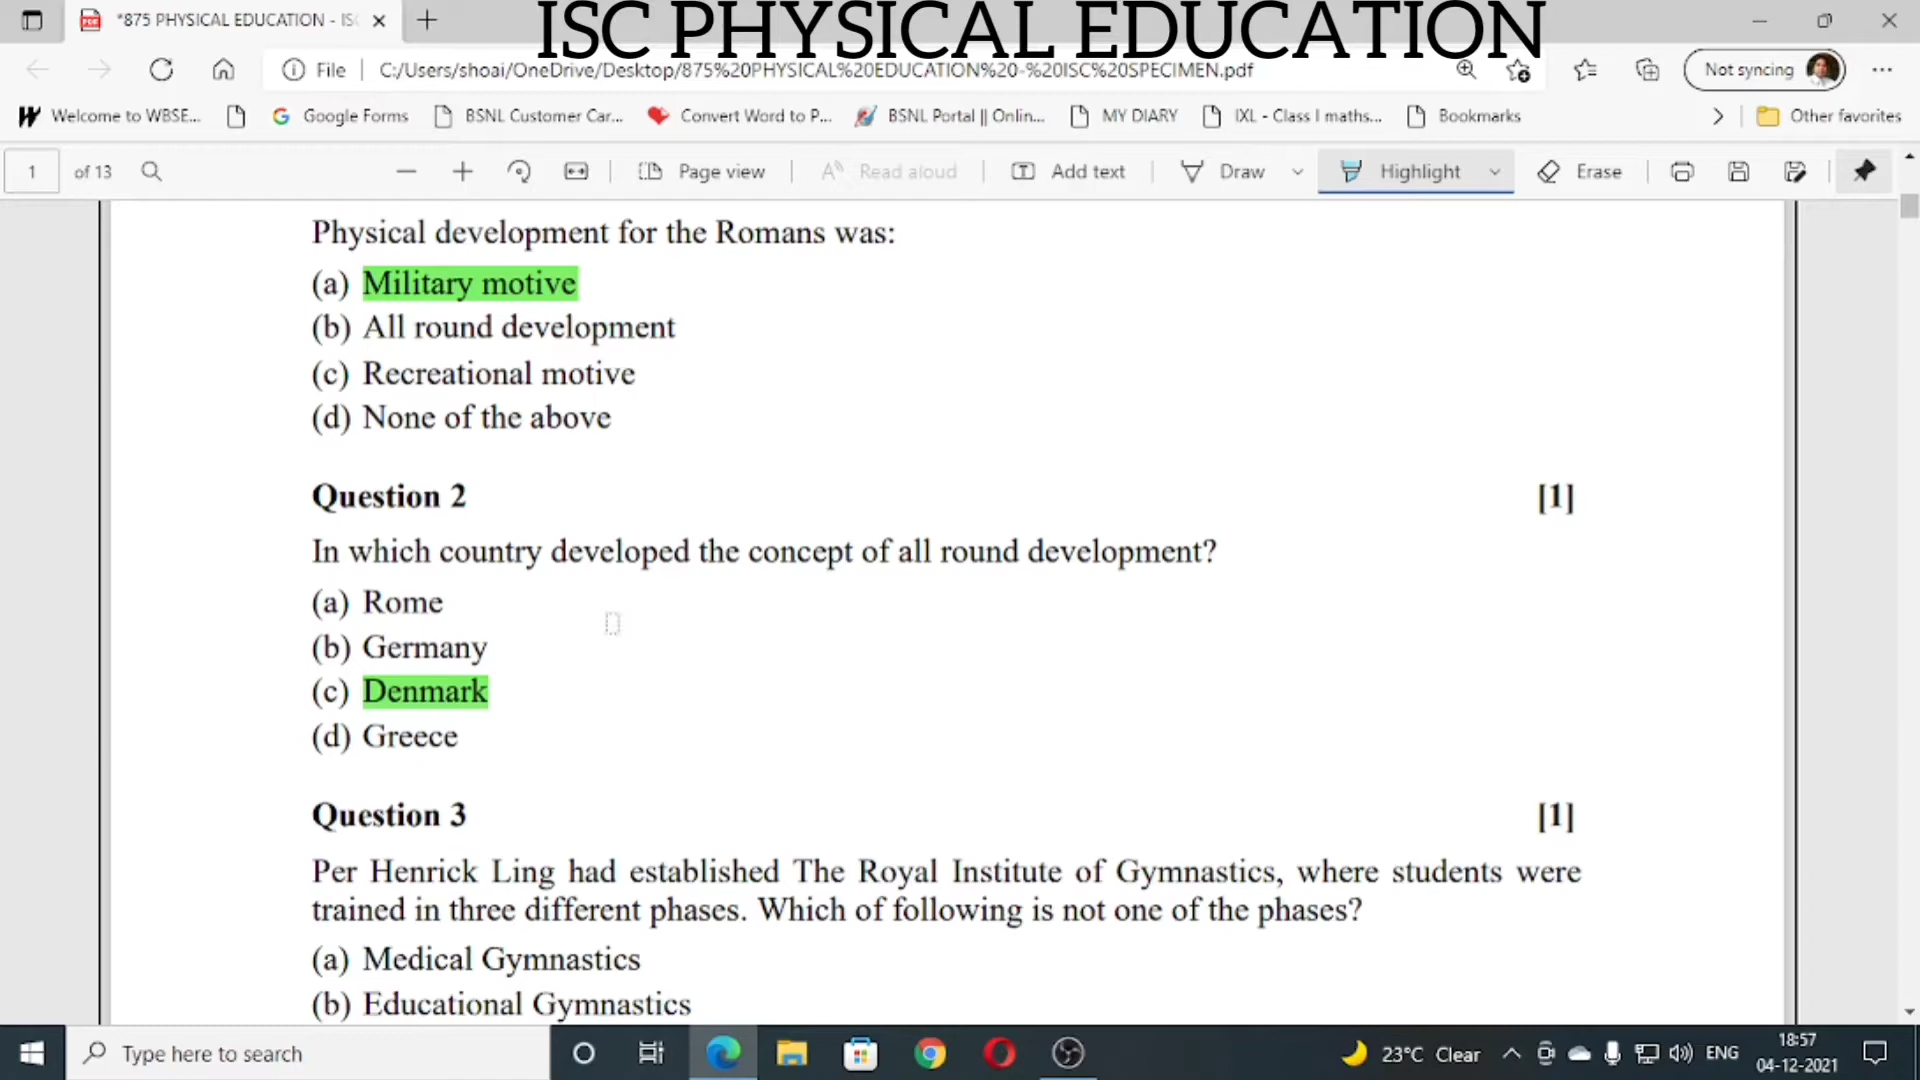 *875 PHYSICAL EDUCATION - IS
ISC PHYSICAL EDUCATION
File
C:/Users/shoai/OneDrive/Desktop/875%20PHYSICAL%20EDUCATION%20-%20ISC%20SPECIMEN.pdf
Not syncing
Welcome to WBSE...
Google Forms
BSNL Customer Car...
Convert Word to P...
BSNL Portal || Onlin...
MY DIARY
IXL - Class I maths...
Bookmarks
Other favorites
1 of 13
Page view
Read aloud
Add text
Draw
Highlight
Erase
Physical development for the Romans was:
(a) Military motive
(b) All round development
(c) Recreational motive
(d) None of the above
Question 2 [1]
In which country developed the concept of all round development?
(a) Rome
(b) Germany
(c) Denmark
(d) Greece
Question 3 [1]
Per Henrick Ling had established The Royal Institute of Gymnastics, where students were
trained in three different phases. Which of following is not one of the phases?
(a) Medical Gymnastics
(b) Educational Gymnastics
Type here to search
23°C Clear
ENG
18:57
04-12-2021